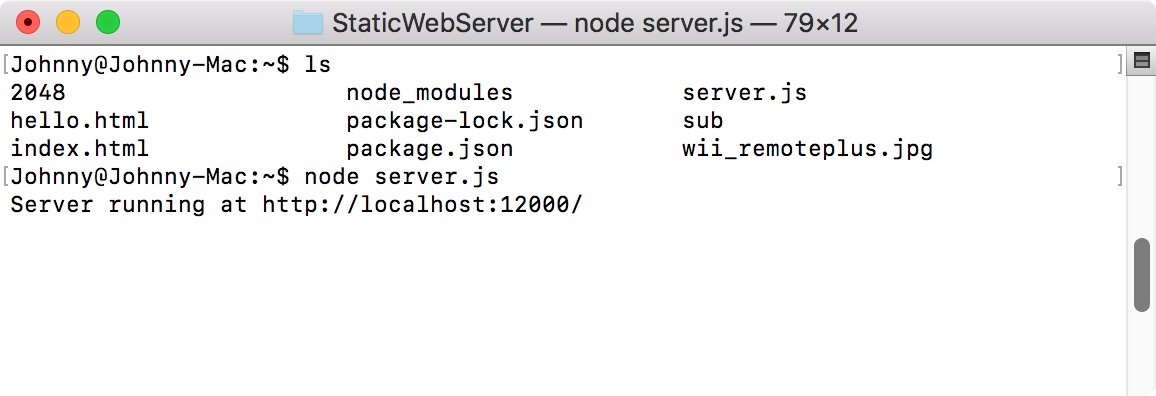 StaticWebServer — node server.js — 79×12
[Johnny@Johnny-Mac:~$ ls ]
2048 node_modules server.js
hello.html package-lock.json sub
index.html package.json wii_remoteplus.jpg
[Johnny@Johnny-Mac:~$ node server.js ]
Server running at http://localhost:12000/